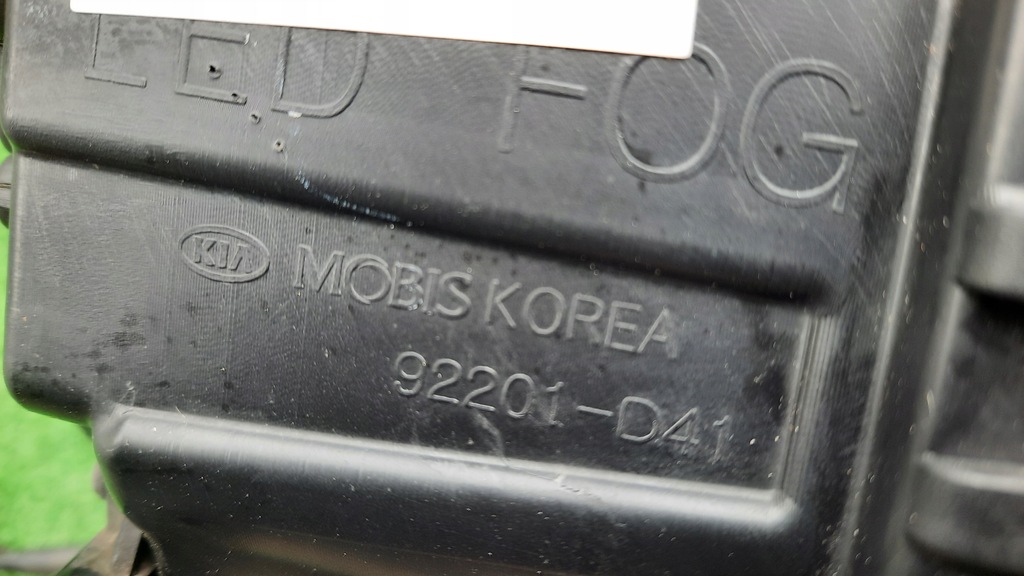 LED FOG
KIA MOBIS KOREA
92201-D41